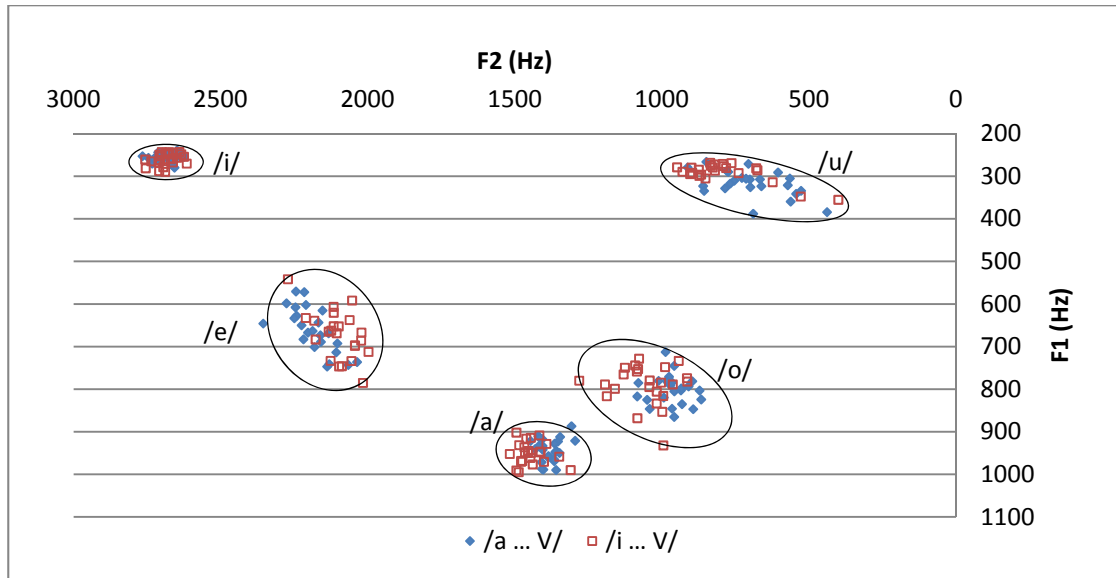 F2 (Hz)
3000 2500 2000 1500 1000 500 0
200
/i/
/u/
300
400
500
600
/e/
700
F1 (Hz)
/o/
800
/a/
900
1000
1100
/a ... V/ /i ... V/